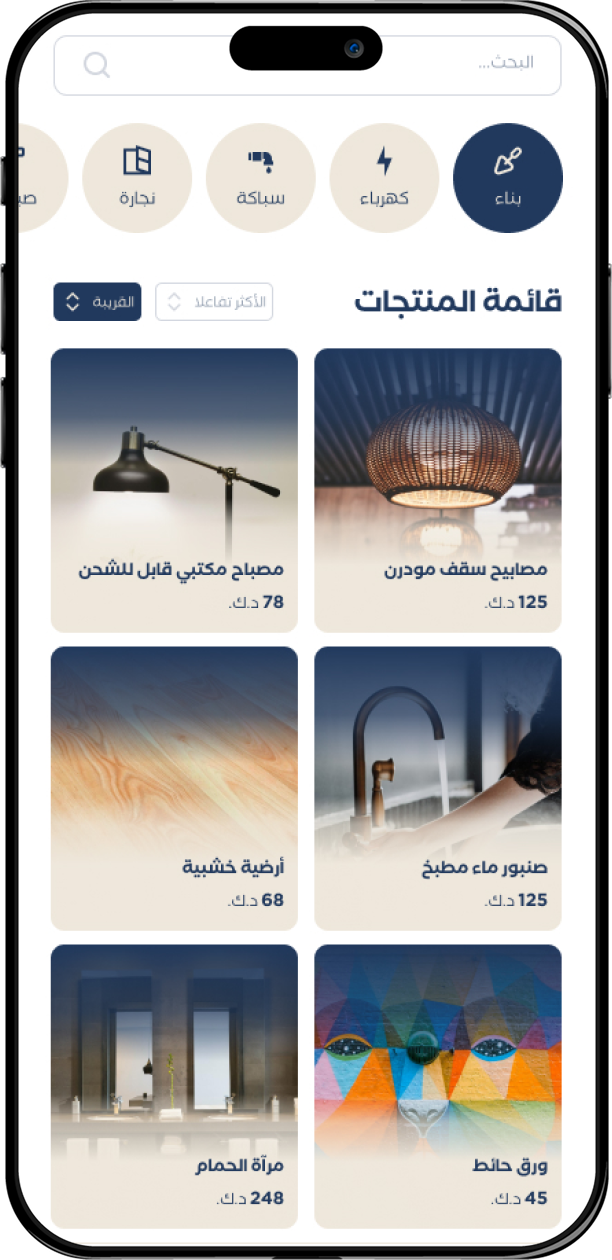 البحث...
بناء
كهرباء
سباكة
نجارة
قائمة المنتجات
الأكثر تفاعلا
القريبة
مصابيح سقف مودرن
125 د.ك.
مصباح مكتبي قابل للشحن
78 د.ك.
صنبور ماء مطبخ
125 د.ك.
أرضية خشبية
68 د.ك.
ورق حائط
45 د.ك.
مرآة الحمام
248 د.ك.